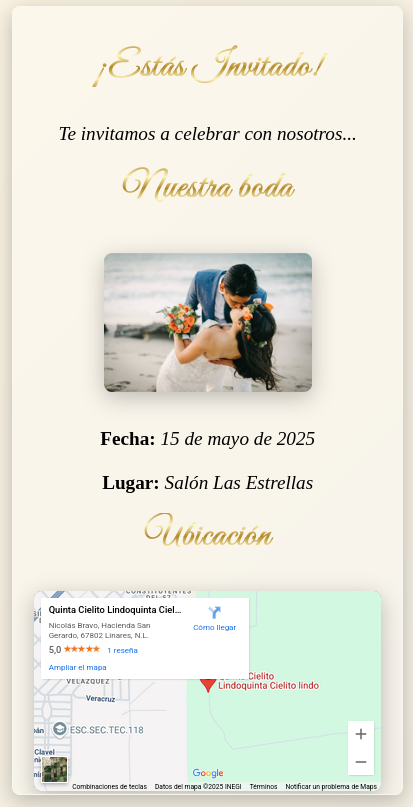 ¡Estás Invitado!
Te invitamos a celebrar con nosotros...
Nuestra boda
Fecha: 15 de mayo de 2025
Lugar: Salón Las Estrellas
Ubicación
CONSTITUYENTES
DEL 57
Quinta Cielito Lindoquinta Ciel...
Nicolás Bravo, Hacienda San
Gerardo, 67802 Linares, N.L.
5,0 ★★★★★ 1 reseña
Ampliar el mapa
Cómo llegar
VELAZQUEZ
Veracruz
Cielito
Lindoquinta Cielito lindo
ESC.SEC.TEC.118
Clavel
Google
Combinaciones de teclas
Datos del mapa ©2025 INEGI
Términos
Notificar un problema de Maps